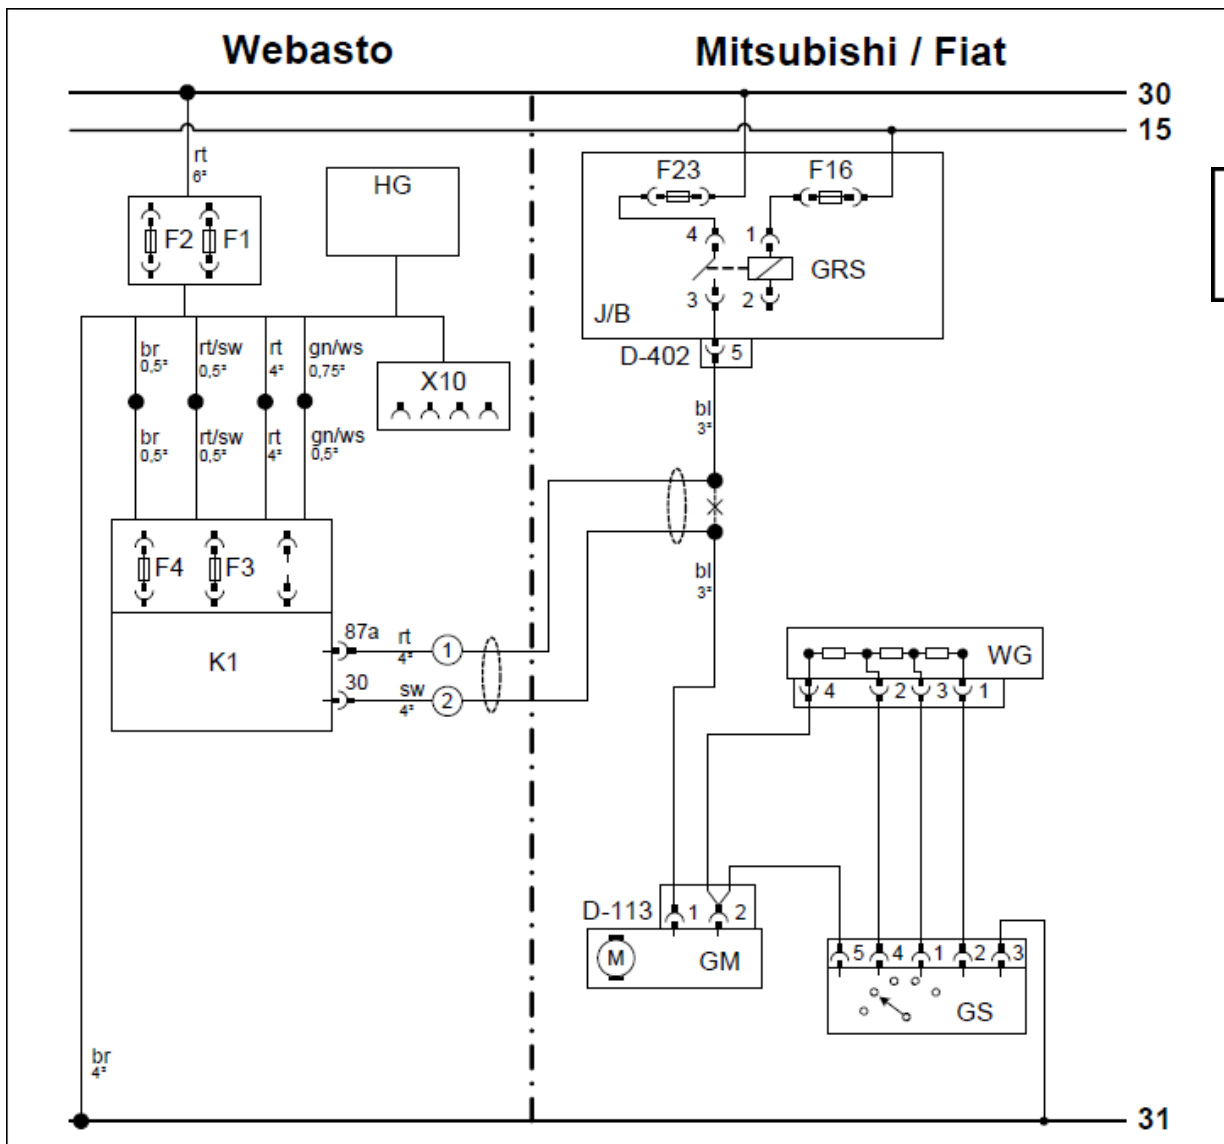 Webasto
Mitsubishi / Fiat
30
15
rt
6²
HG
F2
F1
F23
F16
4
1
GRS
3
2
J/B
D-402
5
br
0,5²
rt/sw
0,5²
rt
4²
gn/ws
0,75²
X10
bl
3²
br
0,5²
rt/sw
0,5²
rt
4²
gn/ws
0,5²
F4
F3
bl
3²
K1
87a
rt
4²
1
30
sw
4²
2
WG
4
2
3
1
D-113
1
2
M
GM
5
4
1
2
3
GS
br
4²
31